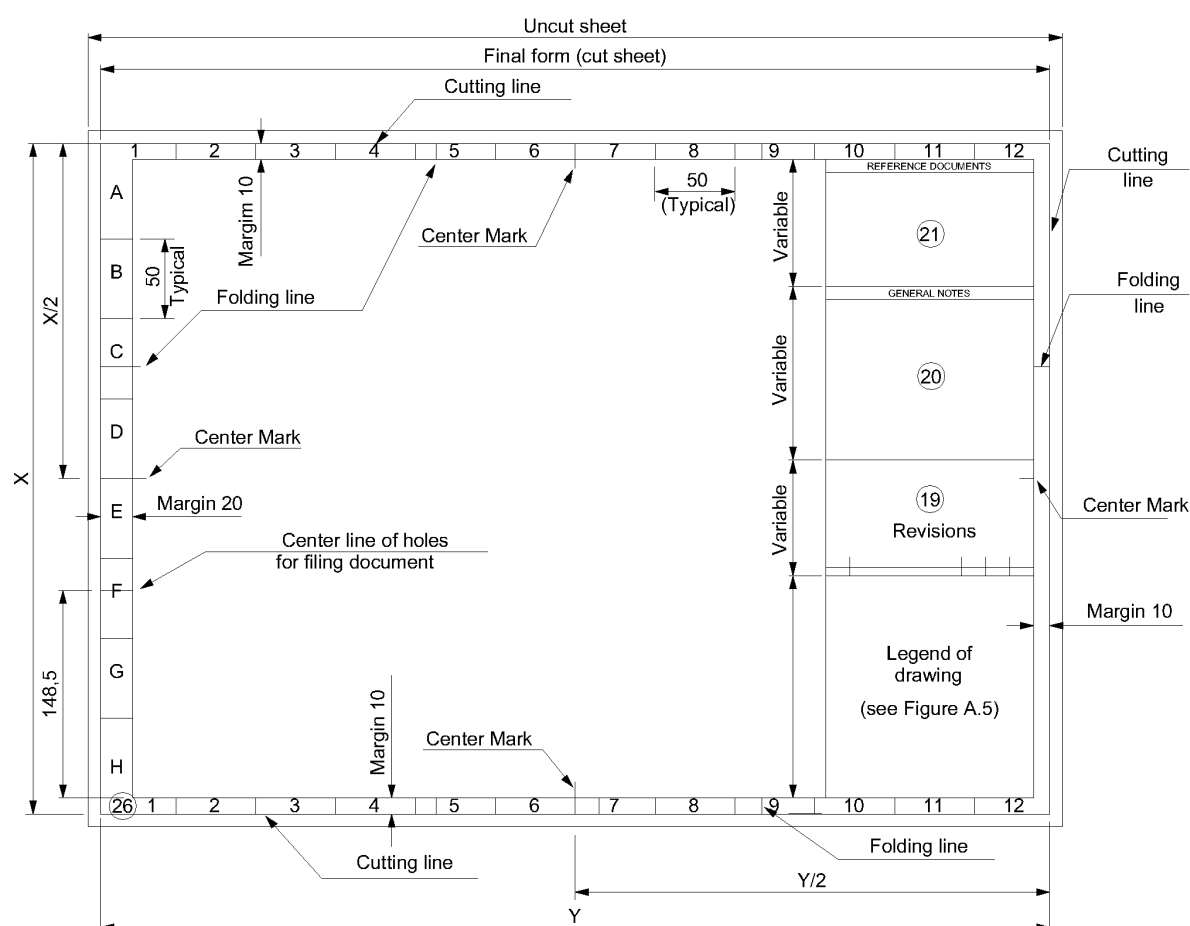 Uncut sheet
Final form (cut sheet)
Cutting line
1 2 3 4 5 6 7 8 9 10 11 12
REFERENCE DOCUMENTS
Cutting
line
A
Margim 10
50
(Typical)
Variable
21
Center Mark
B
50
Typical
X/2
Folding line
GENERAL NOTES
Folding
line
C
Variable
20
D
Center Mark
X
E
Margin 20
Variable
19
Revisions
Center Mark
Center line of holes
for filing document
F
Margin 10
148,5
G
Legend of
drawing
(see Figure A.5)
Margin 10
Center Mark
H
26 1 2 3 4 5 6 7 8 9 10 11 12
Cutting line
Folding line
Y/2
Y